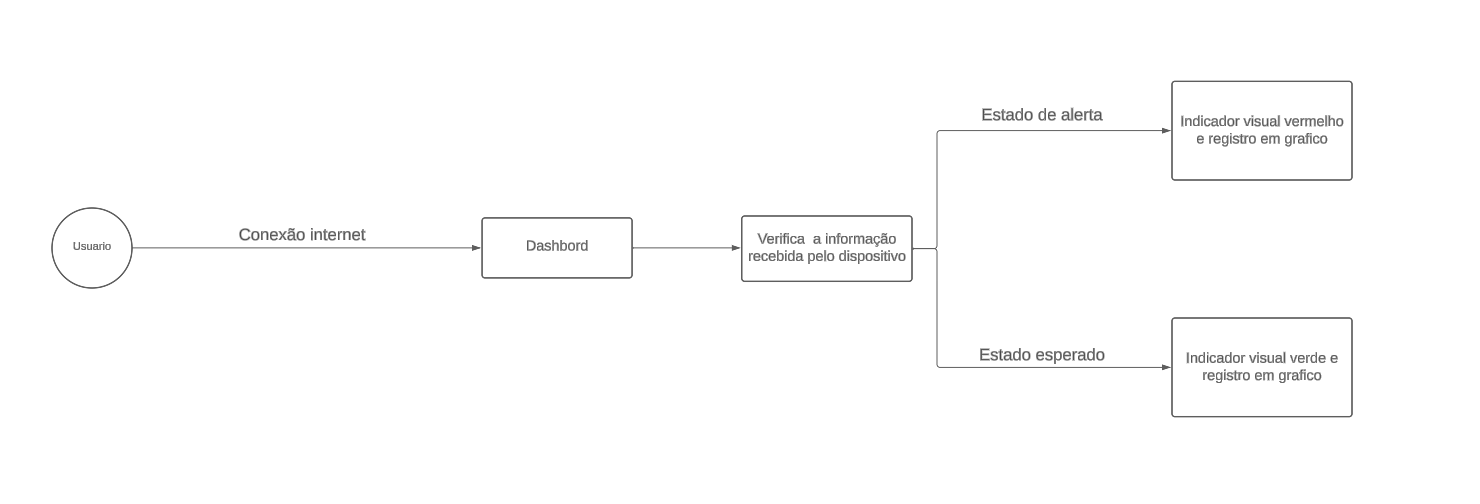 Usuario
Conexão internet
Dashbord
Verifica  a informação
recebida pelo dispositivo
Estado de alerta
Indicador visual vermelho
e registro em grafico
Estado esperado
Indicador visual verde e
registro em grafico